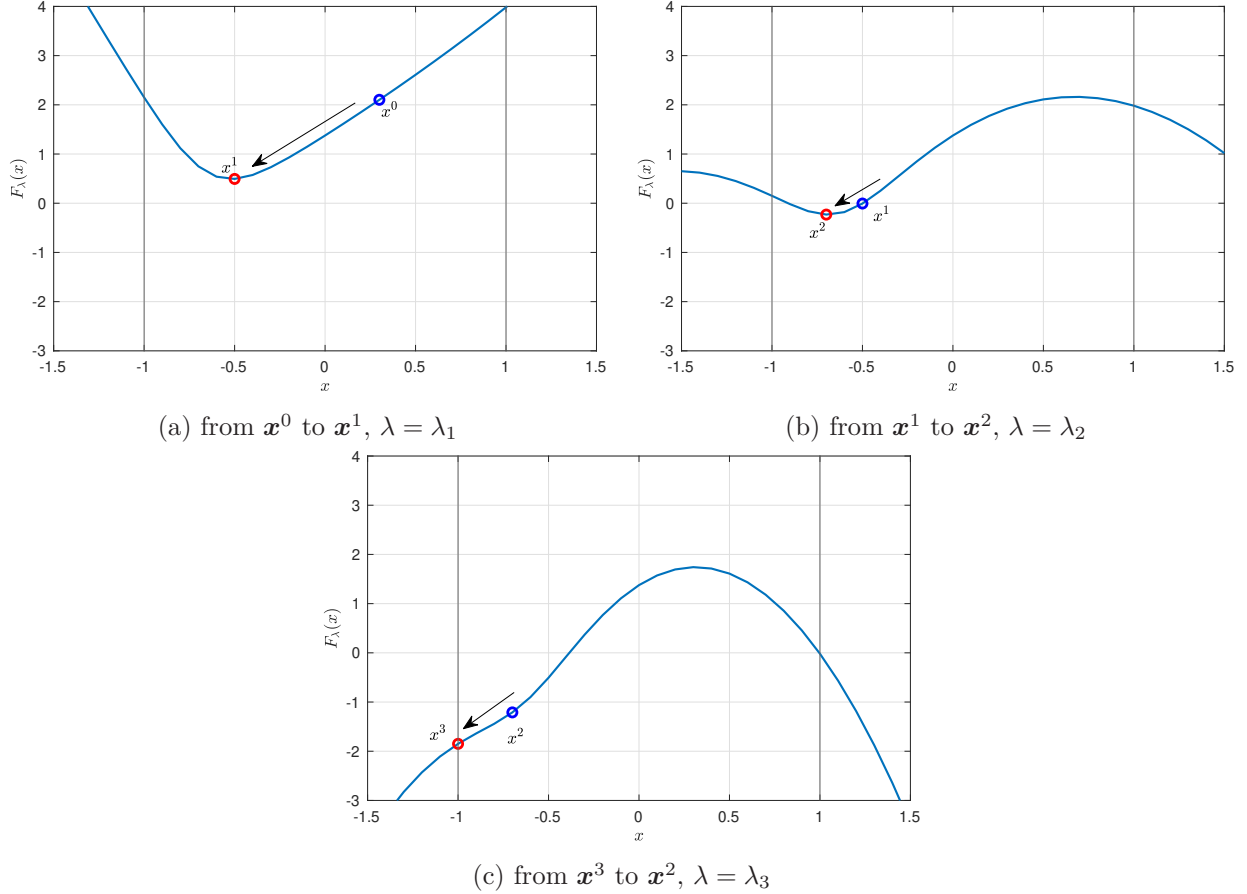 4
3
2
1
0
-1
-2
-3
-1.5 -1 -0.5 0 0.5 1 1.5
x
F_λ(x)
x^0
x^1
(a) from x^0 to x^1, λ = λ_1
4
3
2
1
0
-1
-2
-3
-1.5 -1 -0.5 0 0.5 1 1.5
x
F_λ(x)
x^1
x^2
(b) from x^1 to x^2, λ = λ_2
4
3
2
1
0
-1
-2
-3
-1.5 -1 -0.5 0 0.5 1 1.5
x
F_λ(x)
x^3
x^2
(c) from x^3 to x^2, λ = λ_3